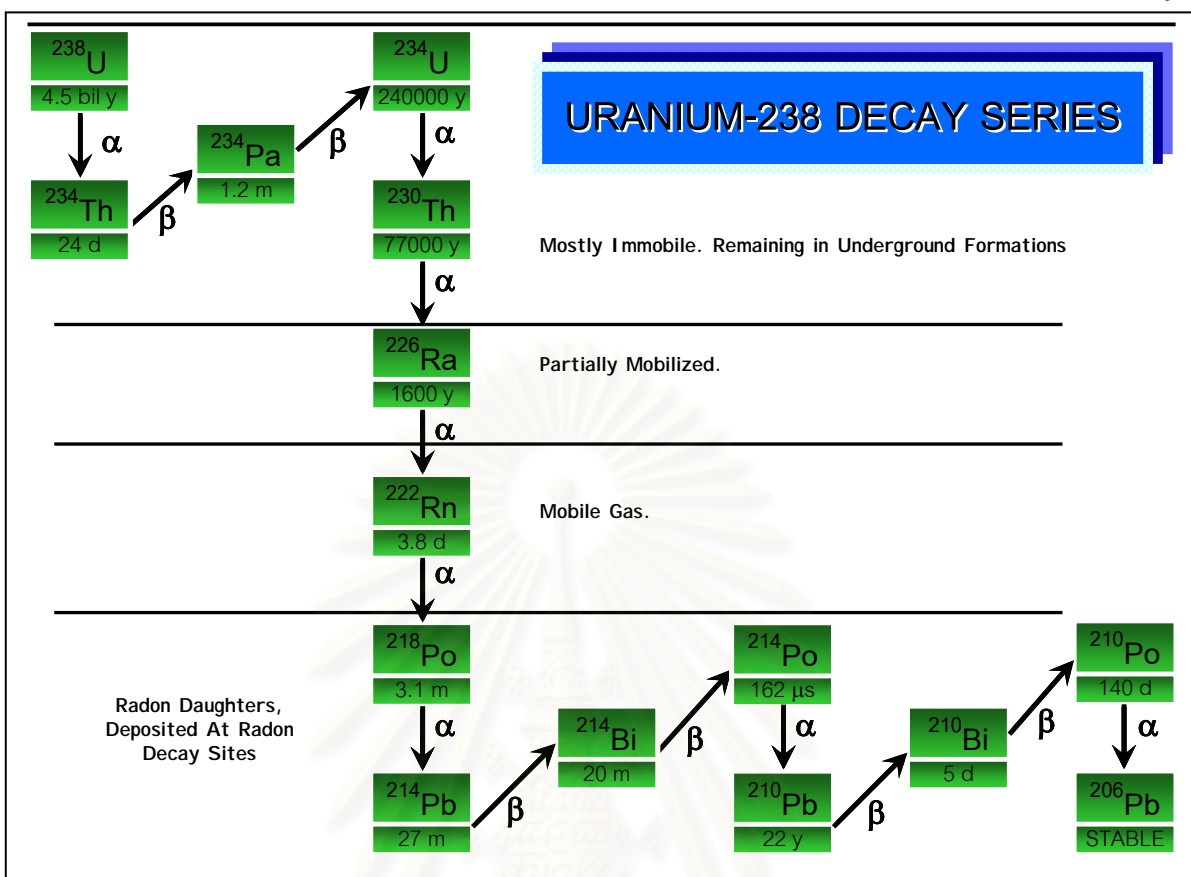 URANIUM-238 DECAY SERIES
²³⁸U
4.5 bil y
α
²³⁴Th
24 d
β
²³⁴Pa
1.2 m
β
²³⁴U
240000 y
α
²³⁰Th
77000 y
α
Mostly Immobile. Remaining in Underground Formations
²²⁶Ra
1600 y
α
Partially Mobilized.
²²²Rn
3.8 d
α
Mobile Gas.
Radon Daughters,
Deposited At Radon
Decay Sites
²¹⁸Po
3.1 m
α
²¹⁴Pb
27 m
β
²¹⁴Bi
20 m
β
²¹⁴Po
162 µs
α
²¹⁰Pb
22 y
β
²¹⁰Bi
5 d
β
²¹⁰Po
140 d
α
²⁰⁶Pb
STABLE